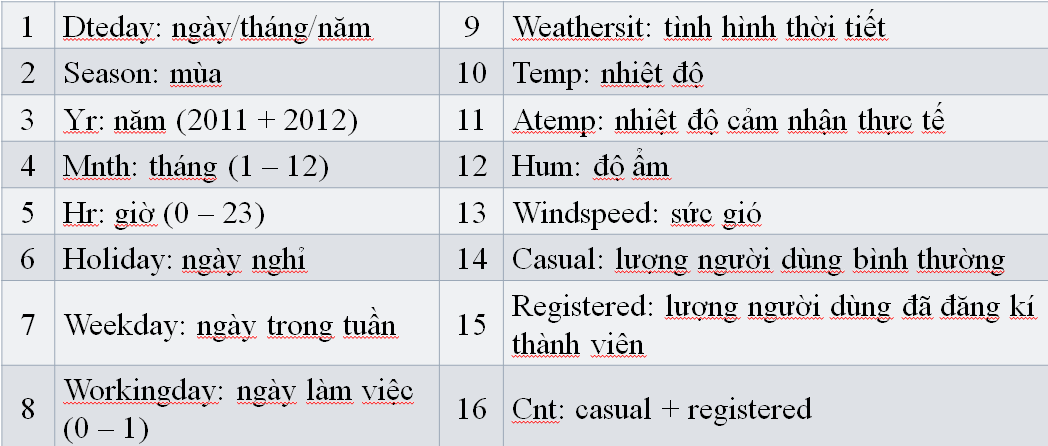 1 Dteday: ngày/tháng/năm 9 Weathersit: tình hình thời tiết
2 Season: mùa 10 Temp: nhiệt độ
3 Yr: năm (2011 + 2012) 11 Atemp: nhiệt độ cảm nhận thực tế
4 Mnth: tháng (1 – 12) 12 Hum: độ ẩm
5 Hr: giờ (0 – 23) 13 Windspeed: sức gió
6 Holiday: ngày nghỉ 14 Casual: lượng người dùng bình thường
7 Weekday: ngày trong tuần 15 Registered: lượng người dùng đã đăng kí
thành viên
8 Workingday: ngày làm việc
(0 – 1)
16 Cnt: casual + registered